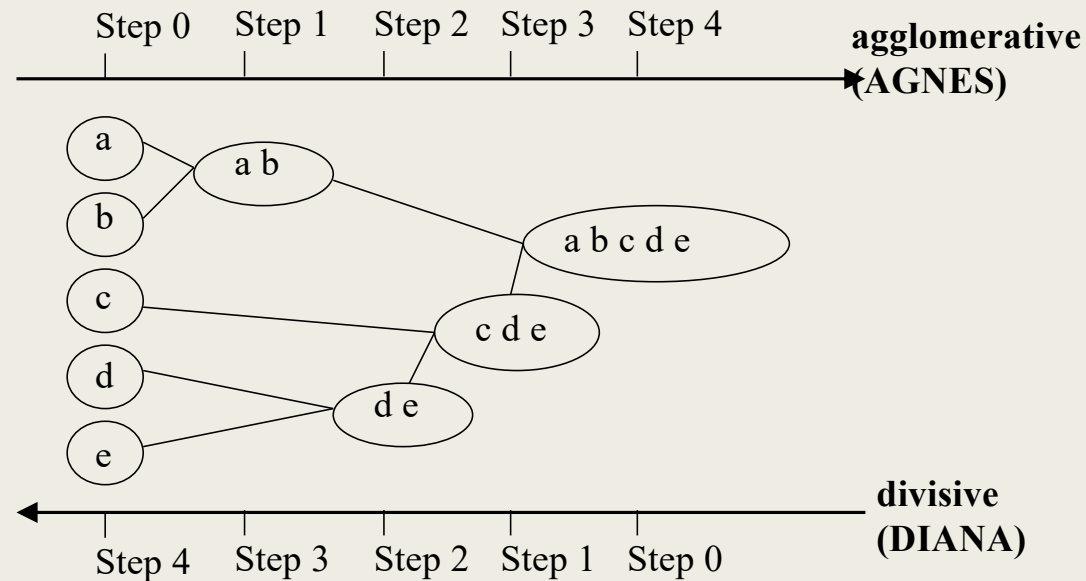 Step 0 Step 1 Step 2 Step 3 Step 4
agglomerative
(AGNES)
a
a b
b
a b c d e
c
c d e
d
d e
e
divisive
(DIANA)
Step 4 Step 3 Step 2 Step 1 Step 0